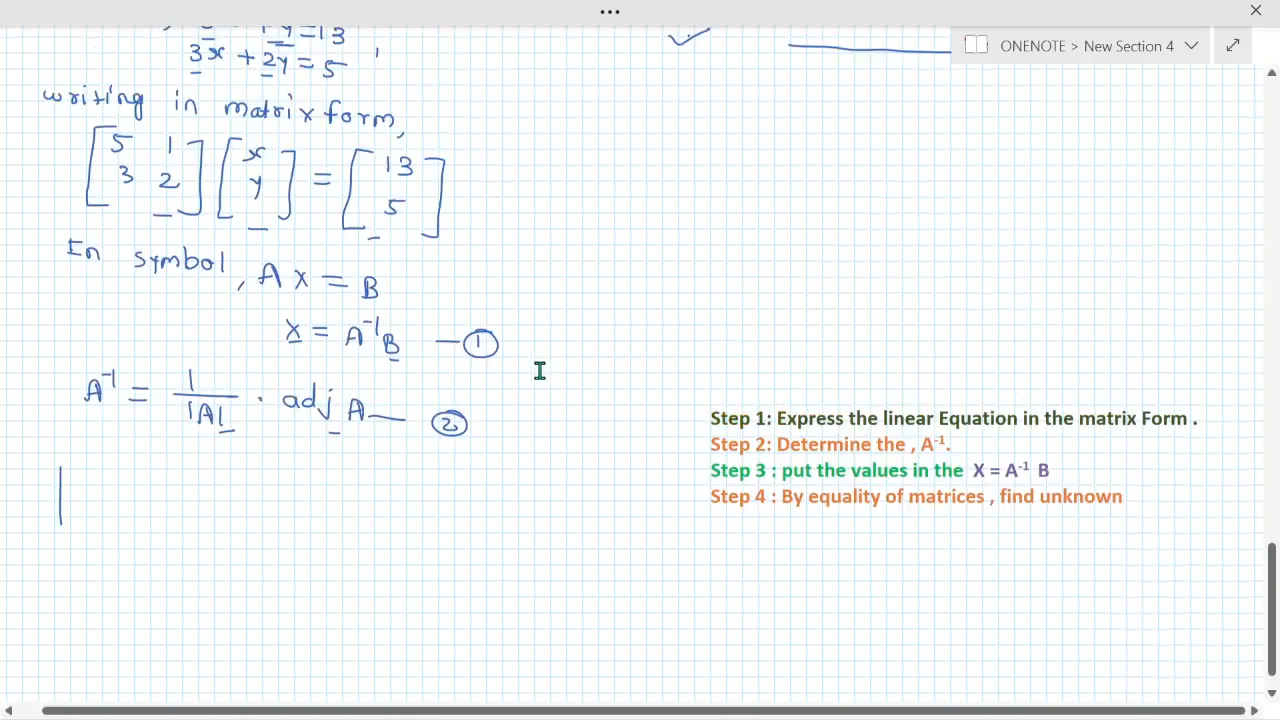 ONENOTE > New Section 4
y = 13
3x + 2y = 5 ,
writing in matrix form,
[5 1] [x] = [13]
[3 2] [y]   [5]
In symbol, A x = B
x = A⁻¹B — ①
A⁻¹ = 1/|A| · adj A — ②
Step 1: Express the linear Equation in the matrix Form .
Step 2: Determine the , A⁻¹.
Step 3 : put the values in the X = A⁻¹ B
Step 4 : By equality of matrices , find unknown